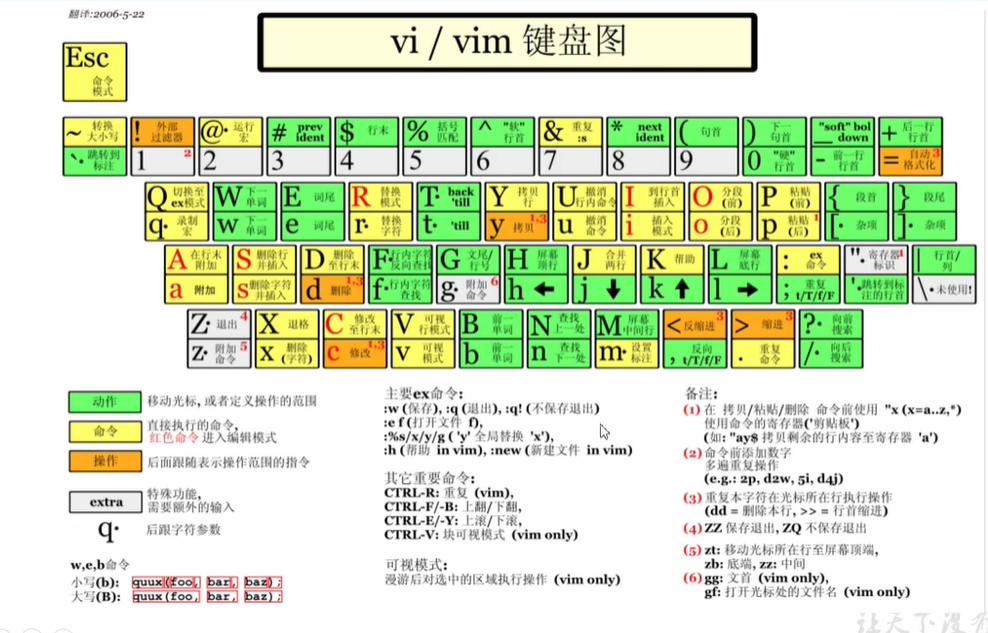 翻译:2006-5-22
vi / vim 键盘图
Esc
命令
模式
~ 转换大小写 ! 外部过滤器 @· 运行宏 # prev ident $ 行末 % 括号匹配 ^ "软"行首 & 重复 :s * next ident ( 句首 ) 下一句首 _ "soft" bol down + 后一行行首
`· 跳转到标注 1 2 2 3 4 5 6 7 8 9 0 "硬"行首 - 前一行行首 = 自动格式化 3
Q 切换至ex模式 W 下一单词 E 词尾 R 替换模式 T· back 'till Y 拷贝行 U 撤消行内命令 I 到行首插入 O 分段(前) P 粘贴(前) { 段首 } 段尾
q· 录制宏 w 下一单词 e 词尾 r· 替换字符 t· 'till y 拷贝 1,3 u 撤消命令 i 插入模式 o 分段(后) p 粘贴(后) 1 [· 杂项 ]· 杂项
A 在行末附加 S 删除行并插入 D 删除至行末 F· 行内字符反向查找 G 文尾/行号 H 屏幕顶行 J 合并两行 K 帮助 L 屏幕底行 : ex命令 "· 寄存器标识 1 | 行首/列
a 附加 s 删除字符并插入 d 删除 1,3 f· 行内字符查找 g· 附加命令 6 h ← j ↓ k ↑ l → ; 重复 t/T/f/F '· 跳转到标注的行首 \· 未使用!
Z· 退出 4 X 退格 C 修改至行末 V 可视行模式 B 前一单词 N 查找上一处 M 屏幕中间行 < 反缩进 3 > 缩进 3 ?· 向前搜索
z· 附加命令 5 x 删除(字符) c 修改 1,3 v 可视模式 b 前一单词 n 查找下一处 m· 设置标注 , 反向 t/T/f/F . 重复命令 /· 向后搜索
动作 移动光标, 或者定义操作的范围
命令 直接执行的命令,
红色命令 进入编辑模式
操作 后面跟随表示操作范围的指令
extra 特殊功能,
需要额外的输入
q· 后跟字符参数
w,e,b命令
小写(b): quux(foo, bar, baz);
大写(B): quux(foo, bar, baz);
主要ex命令:
:w (保存), :q (退出), :q! (不保存退出)
:e f (打开文件 f),
:%s/x/y/g ( 'y' 全局替换 'x'),
:h (帮助 in vim), :new (新建文件 in vim)
其它重要命令:
CTRL-R: 重复 (vim),
CTRL-F/-B: 上翻/下翻,
CTRL-E/-Y: 上滚/下滚,
CTRL-V: 块可视模式 (vim only)
可视模式:
漫游后对选中的区域执行操作 (vim only)
备注:
(1) 在 拷贝/粘贴/删除 命令前使用 "x (x=a..z,*)
使用命令的寄存器('剪贴板')
(如: "ay$ 拷贝剩余的行内容至寄存器 'a')
(2) 命令前添加数字
多遍重复操作
(e.g.: 2p, d2w, 5i, d4j)
(3) 重复本字符在光标所在行执行操作
(dd = 删除本行, >> = 行首缩进)
(4) ZZ 保存退出, ZQ 不保存退出
(5) zt: 移动光标所在行至屏幕顶端,
zb: 底端, zz: 中间
(6) gg: 文首 (vim only),
gf: 打开光标处的文件名 (vim only)
让天下没有